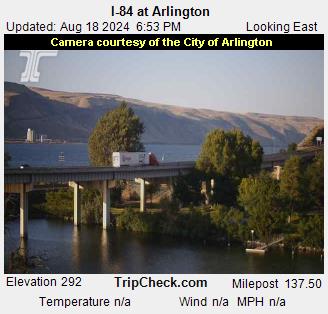 I-84 at Arlington
Updated: Aug 18 2024 6:53 PM Looking East
Camera courtesy of the City of Arlington
Elevation 292 TripCheck.com Milepost 137.50
Temperature n/a Wind n/a MPH n/a